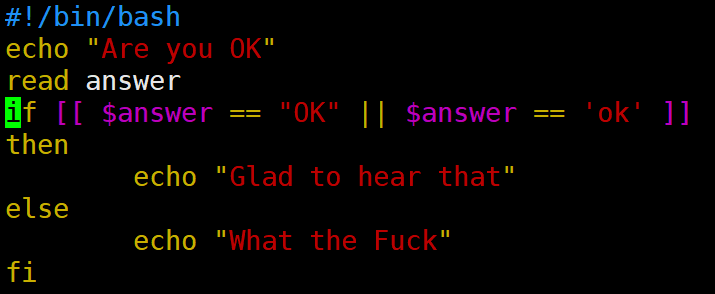 #!/bin/bash
echo "Are you OK"
read answer
if [[ $answer == "OK" || $answer == 'ok' ]]
then
        echo "Glad to hear that"
else
        echo "What the Fuck"
fi